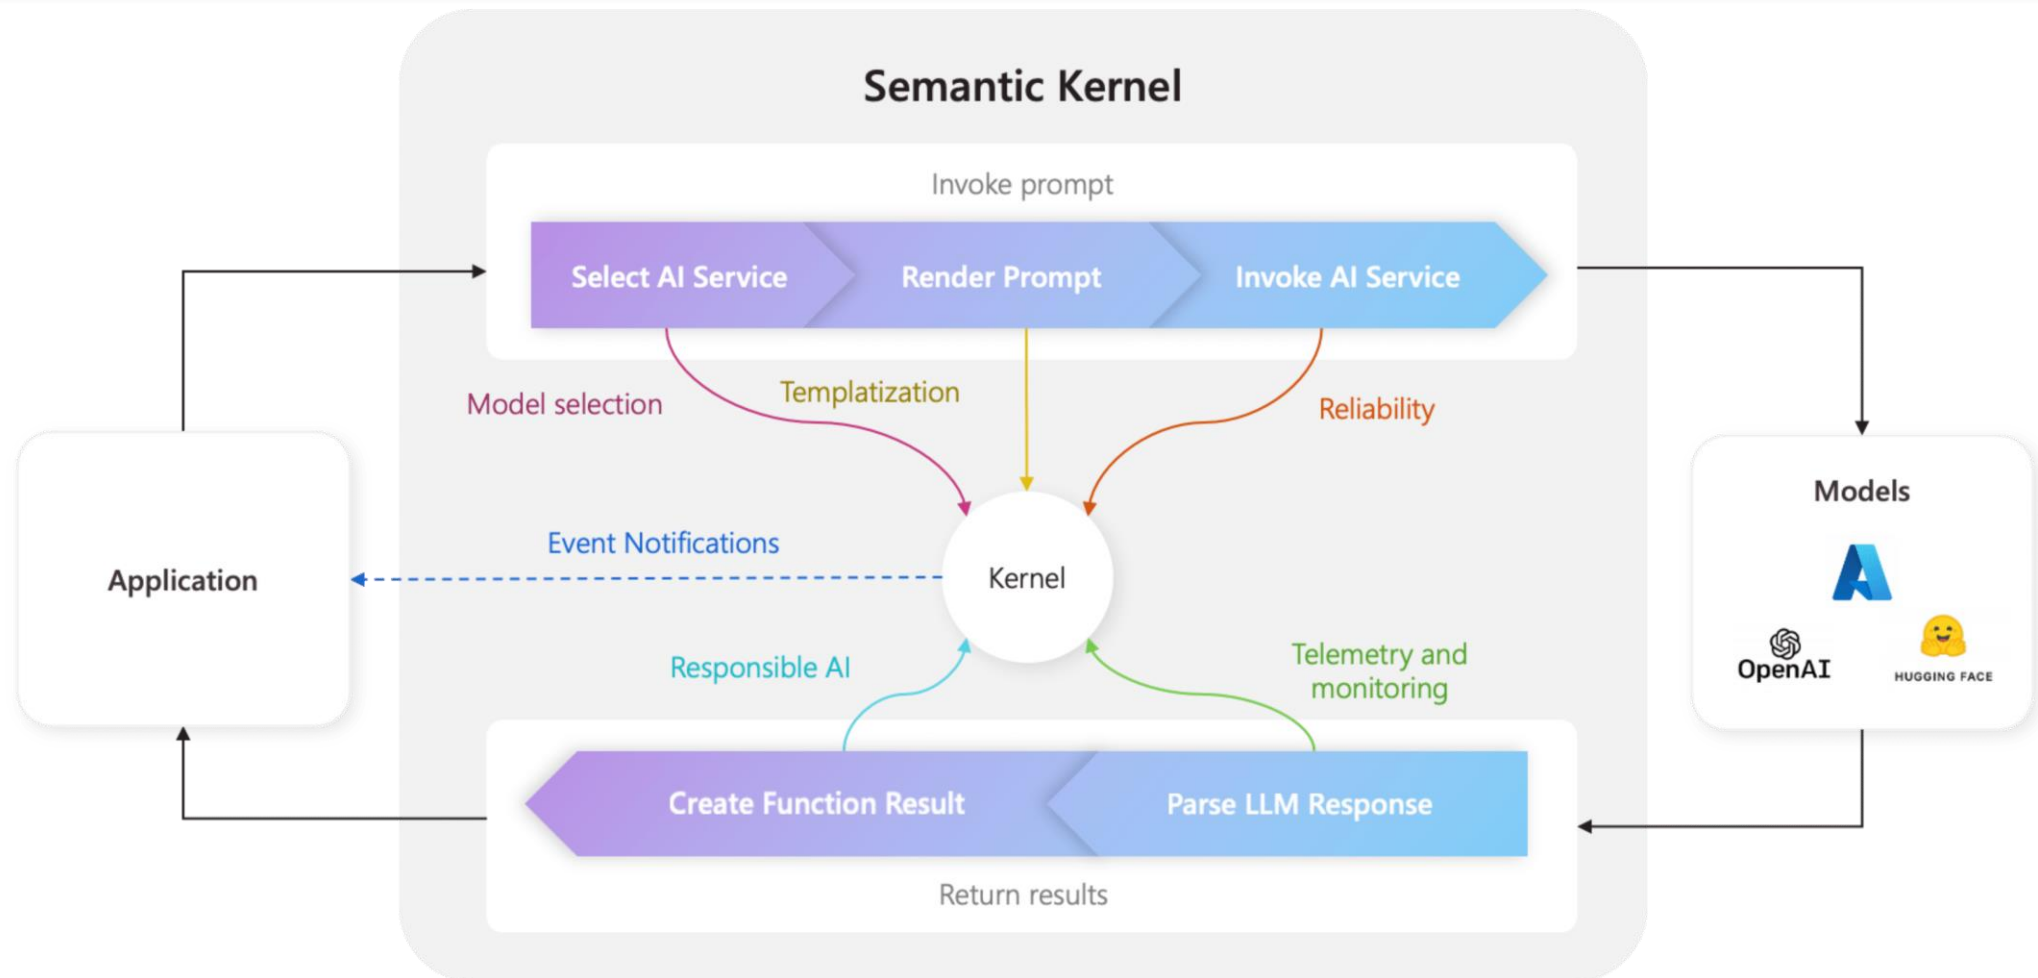 Semantic Kernel
Invoke prompt
Select AI Service
Render Prompt
Invoke AI Service
Model selection
Templatization
Reliability
Application
Event Notifications
Kernel
Models
OpenAI
HUGGING FACE
Responsible AI
Telemetry and
monitoring
Create Function Result
Parse LLM Response
Return results